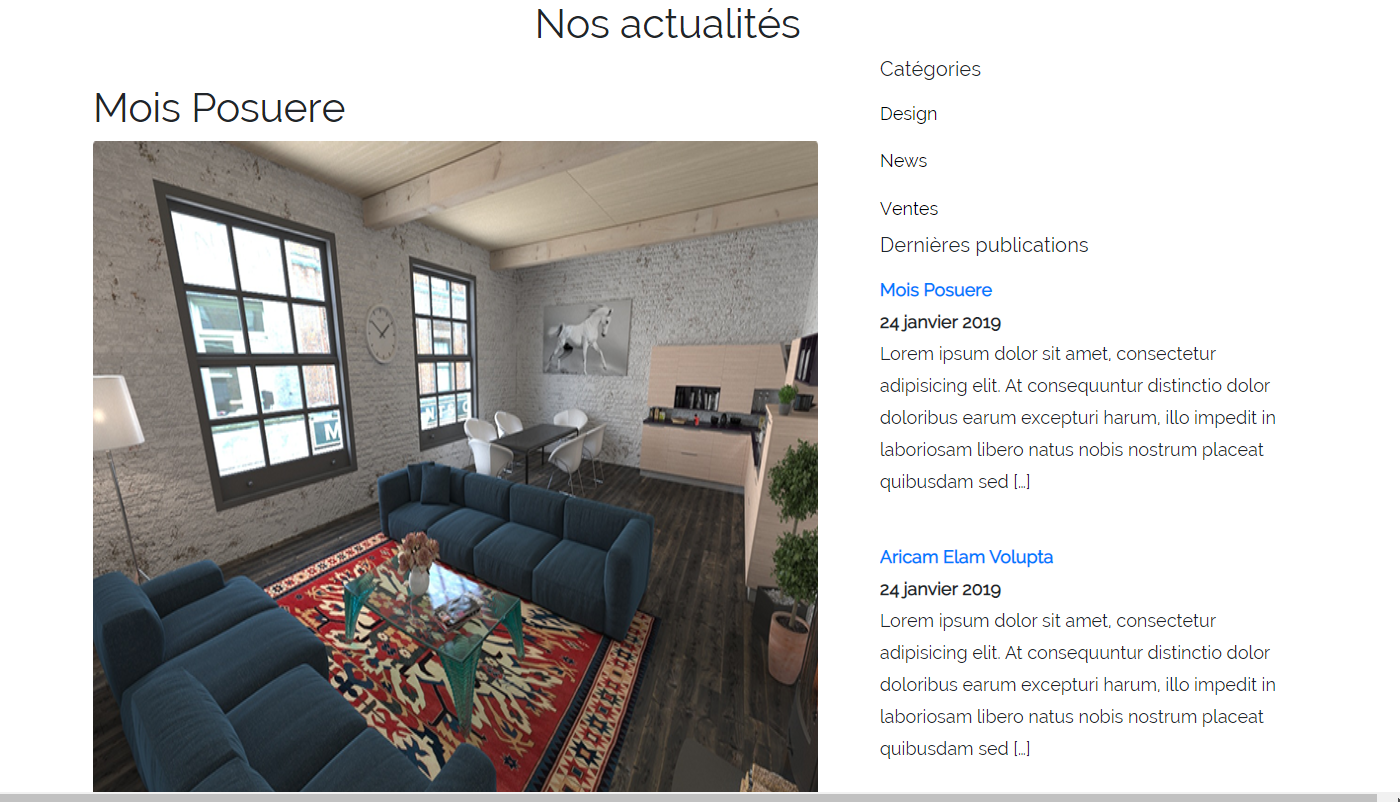 Nos actualités
Mois Posuere
M
Catégories
Design
News
Ventes
Dernières publications
Mois Posuere
24 janvier 2019
Lorem ipsum dolor sit amet, consectetur
adipisicing elit. At consequuntur distinctio dolor
doloribus earum excepturi harum, illo impedit in
laboriosam libero natus nobis nostrum placeat
quibusdam sed [...]
Aricam Elam Volupta
24 janvier 2019
Lorem ipsum dolor sit amet, consectetur
adipisicing elit. At consequuntur distinctio dolor
doloribus earum excepturi harum, illo impedit in
laboriosam libero natus nobis nostrum placeat
quibusdam sed [...]